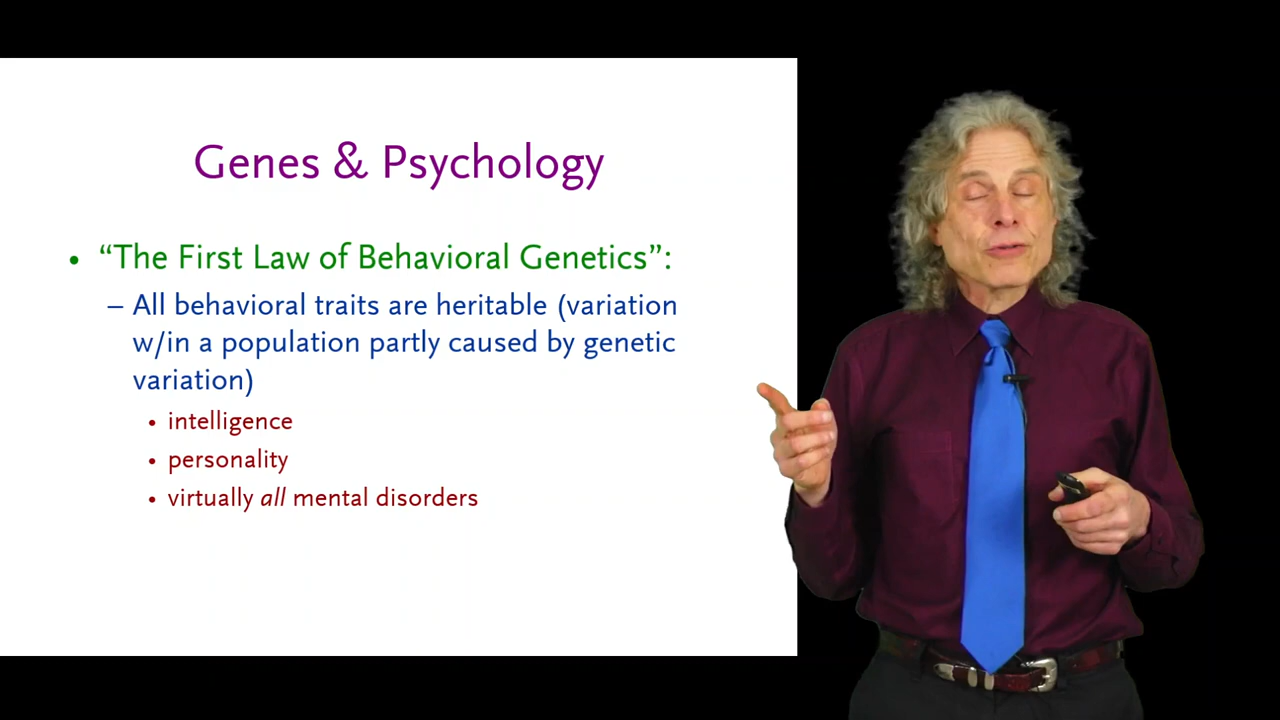 Genes & Psychology
• “The First Law of Behavioral Genetics”:
– All behavioral traits are heritable (variation
w/in a population partly caused by genetic
variation)
• intelligence
• personality
• virtually all mental disorders